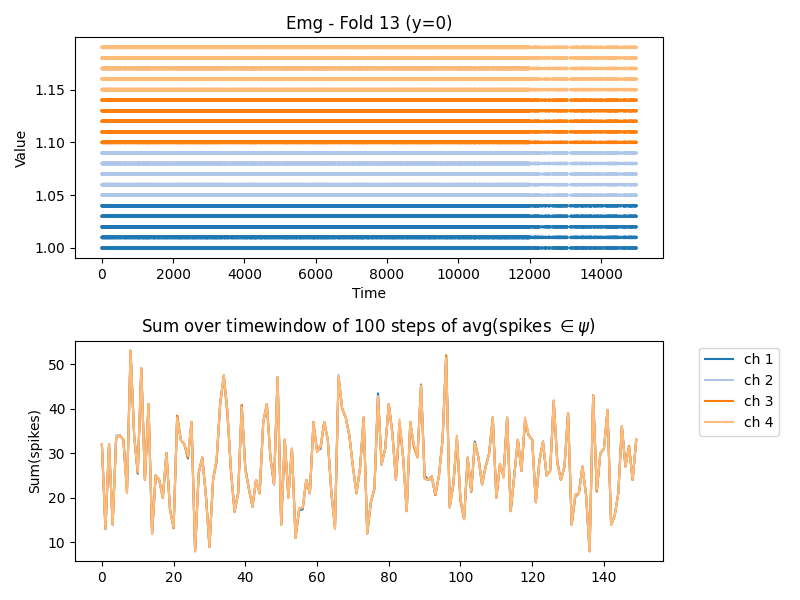 Emg - Fold 13 (y=0)
Value
1.15
1.10
1.05
1.00
0 2000 4000 6000 8000 10000 12000 14000
Time
Sum over timewindow of 100 steps of avg(spikes ∈ ψ)
Sum(spikes)
50
40
30
20
10
0 20 40 60 80 100 120 140
ch 1
ch 2
ch 3
ch 4